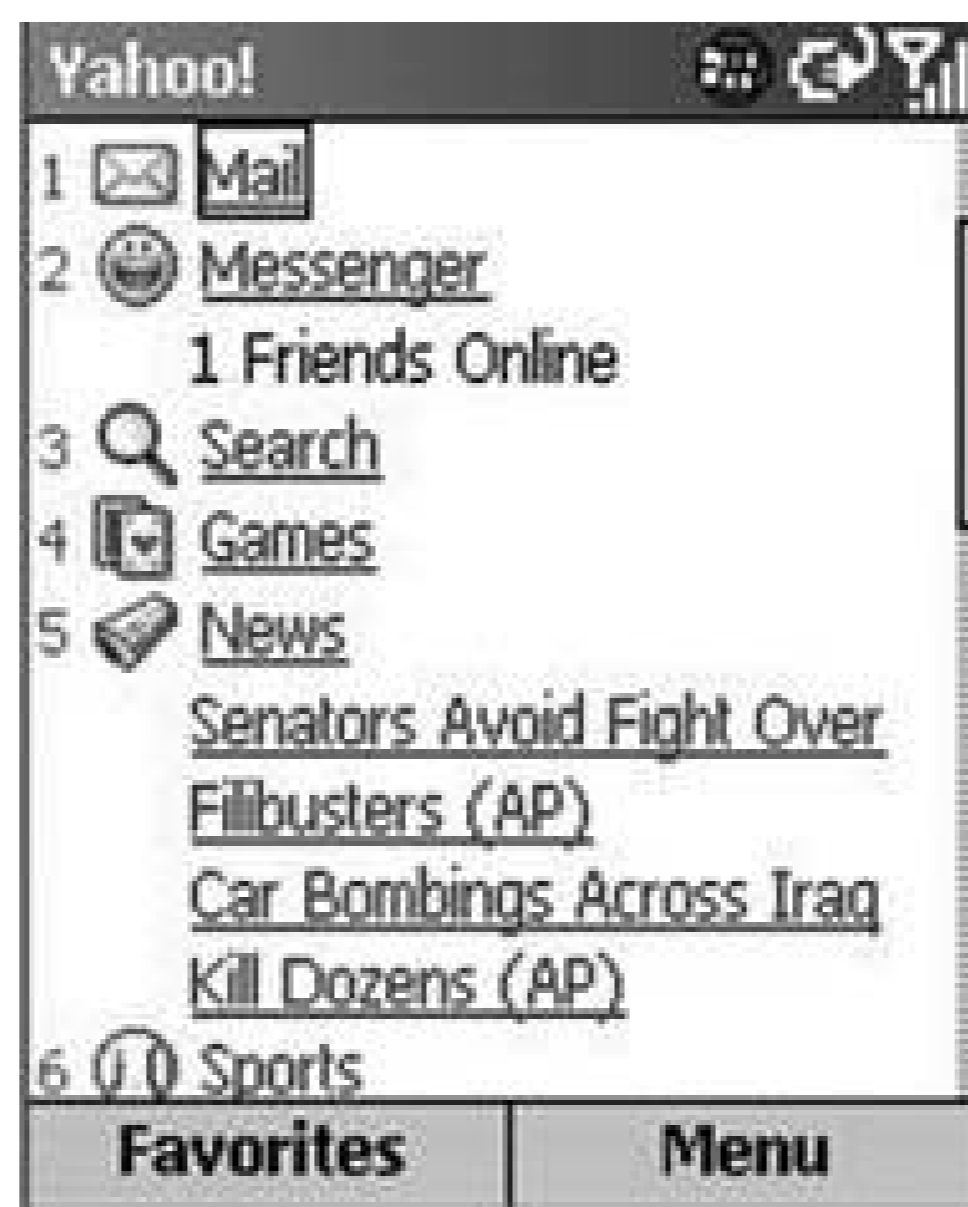 Yahoo!
1 Mail
2 Messenger
1 Friends Online
3 Search
4 Games
5 News
Senators Avoid Fight Over
Filibusters (AP)
Car Bombings Across Iraq
Kill Dozens (AP)
6 Sports
Favorites Menu